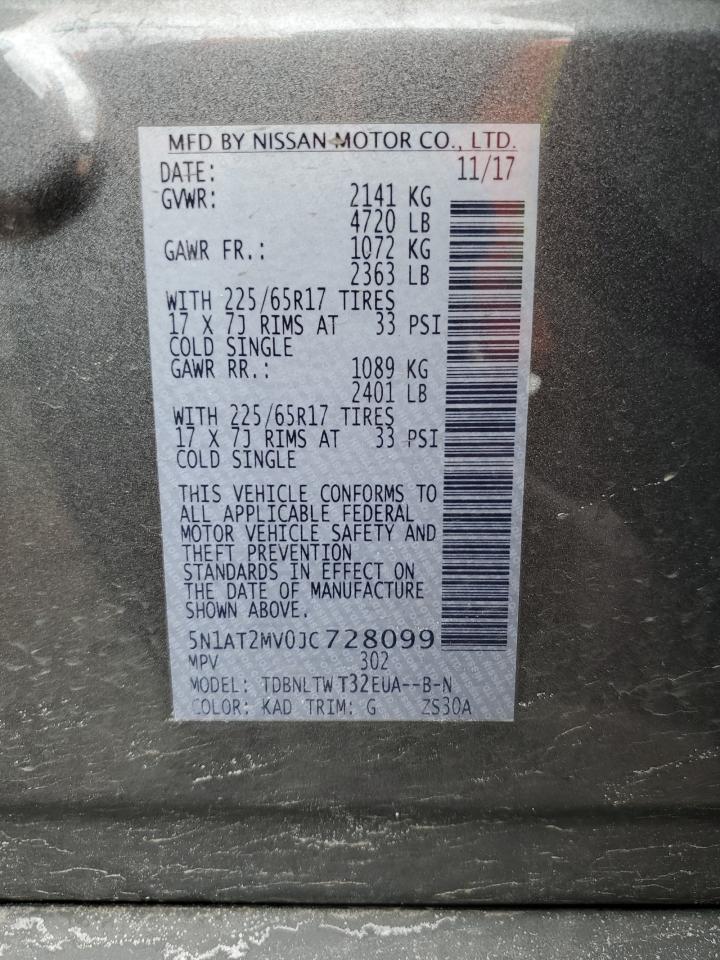 MFD BY NISSAN MOTOR CO., LTD.
DATE: 11/17
GVWR: 2141 KG
4720 LB
GAWR FR.: 1072 KG
2363 LB
WITH 225/65R17 TIRES
17 X 7J RIMS AT 33 PSI
COLD SINGLE
GAWR RR.: 1089 KG
2401 LB
WITH 225/65R17 TIRES
17 X 7J RIMS AT 33 PSI
COLD SINGLE
THIS VEHICLE CONFORMS TO
ALL APPLICABLE FEDERAL
MOTOR VEHICLE SAFETY AND
THEFT PREVENTION
STANDARDS IN EFFECT ON
THE DATE OF MANUFACTURE
SHOWN ABOVE.
5N1AT2MV0JC728099
MPV 302
MODEL: TDBNLTWT32EUA--B-N
COLOR: KAD TRIM: G ZS30A